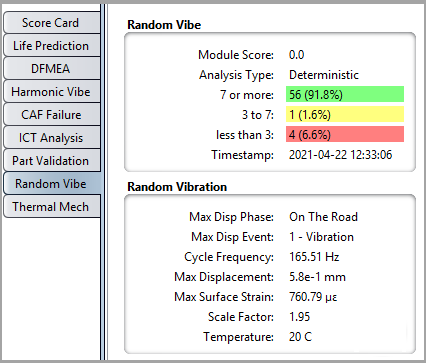 Score Card
Life Prediction
DFMEA
Harmonic Vibe
CAF Failure
ICT Analysis
Part Validation
Random Vibe
Thermal Mech
Random Vibe
Module Score: 0.0
Analysis Type: Deterministic
7 or more: 56 (91.8%)
3 to 7: 1 (1.6%)
less than 3: 4 (6.6%)
Timestamp: 2021-04-22 12:33:06
Random Vibration
Max Disp Phase: On The Road
Max Disp Event: 1 - Vibration
Cycle Frequency: 165.51 Hz
Max Displacement: 5.8e-1 mm
Max Surface Strain: 760.79 µε
Scale Factor: 1.95
Temperature: 20 C